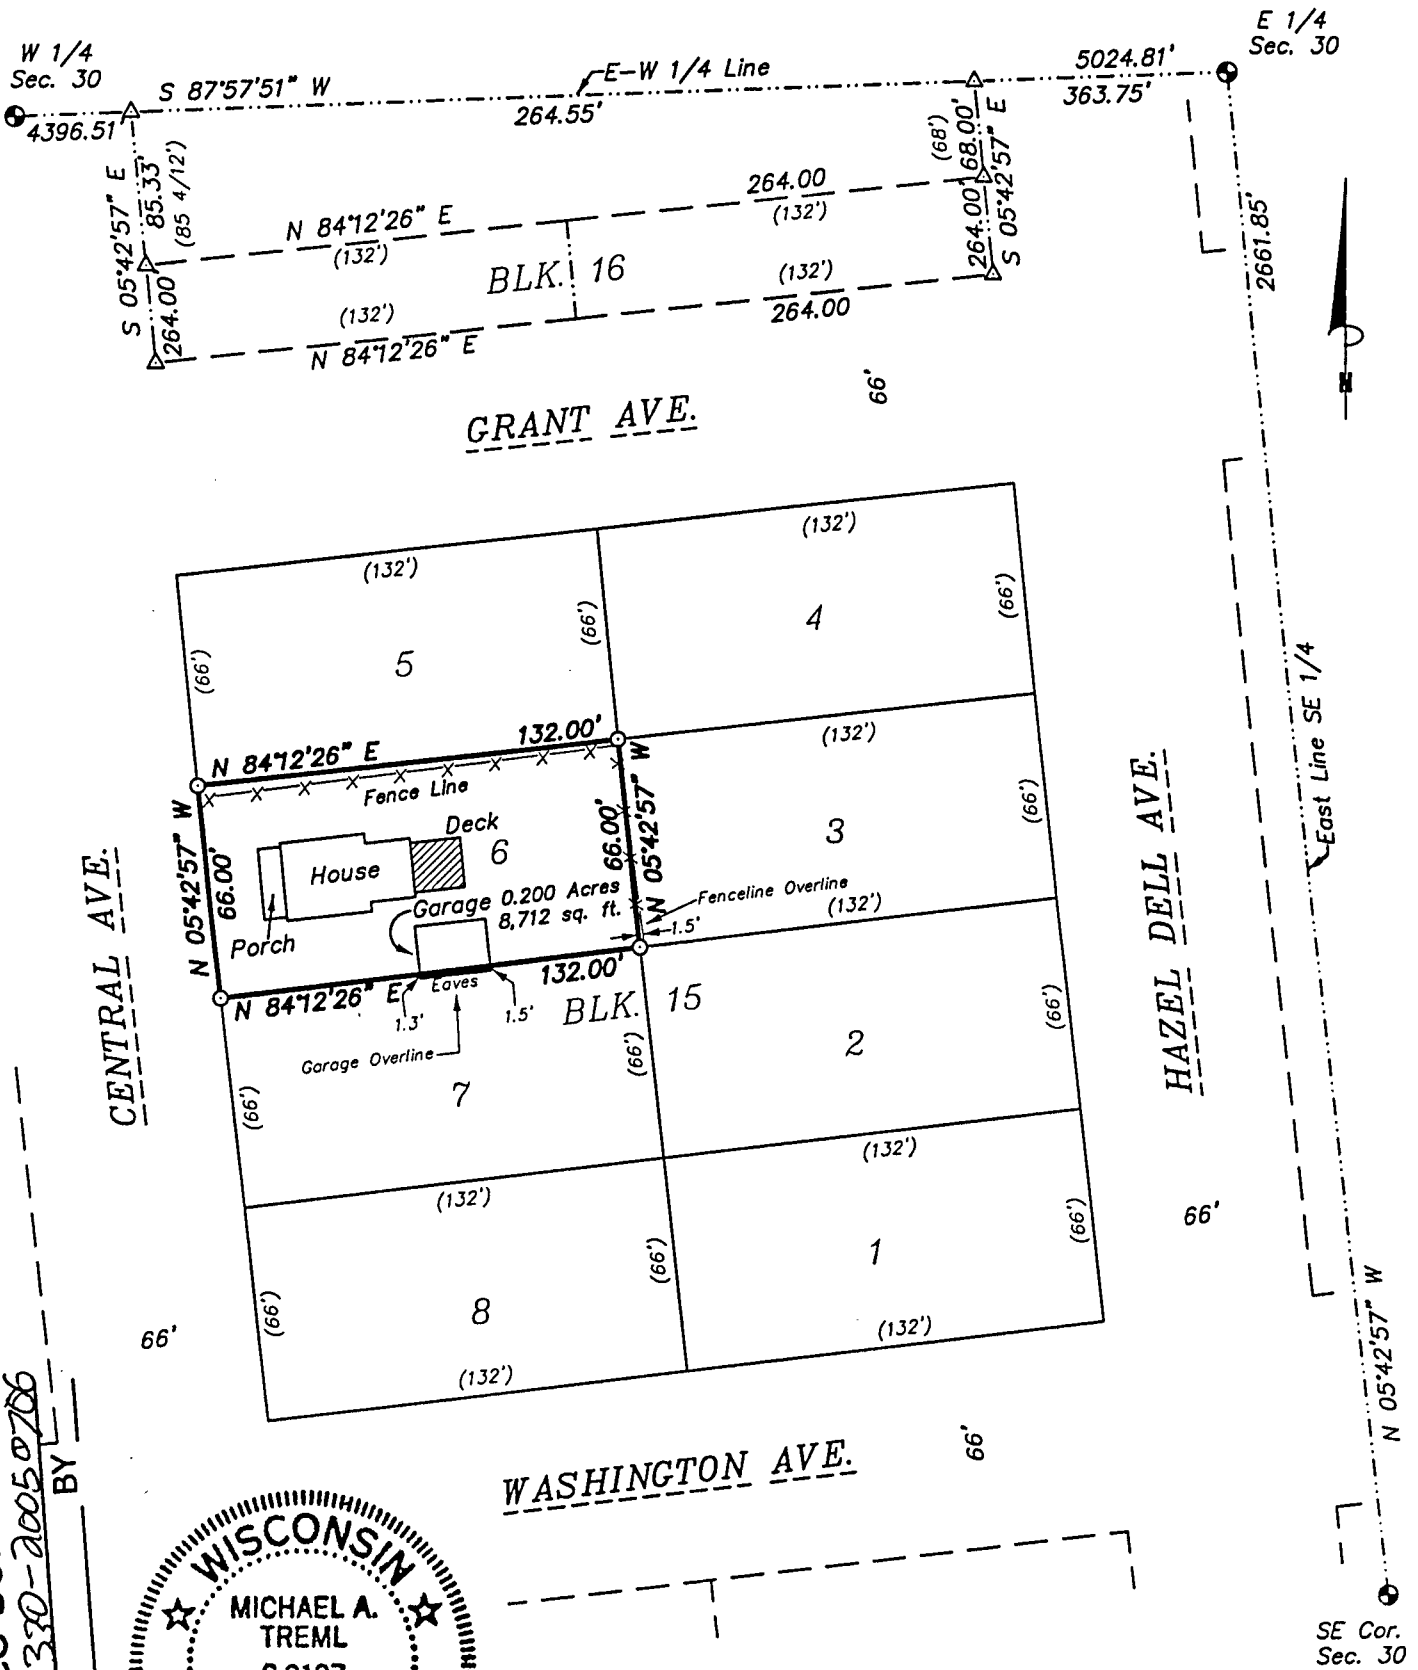 W 1/4
Sec. 30
E 1/4
Sec. 30
S 87°57'51" W
E-W 1/4 Line
5024.81'
4396.51'
264.55'
363.75'
S 05°42'57" E
85.33'
(85 4/12')
264.00'
(68')
68.00'
264.00'
S 05°42'57" E
2661.85'
N 84°12'26" E
(132')
264.00
(132')
BLK. 16
(132')
N 84°12'26" E
(132')
264.00
N
GRANT AVE.
66'
(132')
(132')
(66')
(66')
(66')
5
4
N 84°12'26" E
132.00'
Fence Line
(132')
(66')
N 05°42'57" W
66.00'
House
Deck
6
Porch
Garage
0.200 Acres
8,712 sq. ft.
66.00'
N 05°42'57" W
3
Fenceline Overline
1.5'
(132')
N 84°12'26" E
132.00'
Eaves
1.3'
1.5'
Garage Overline
BLK. 15
CENTRAL AVE.
HAZEL DELL AVE.
East Line SE 1/4
(66')
7
(66')
2
(66')
(132')
(132')
(66')
8
(66')
1
(66')
(132')
(132')
66'
66'
N 05°42'57" W
WASHINGTON AVE.
66'
330-20050706
BY
WISCONSIN
MICHAEL A.
TREML
SE Cor.
Sec. 30